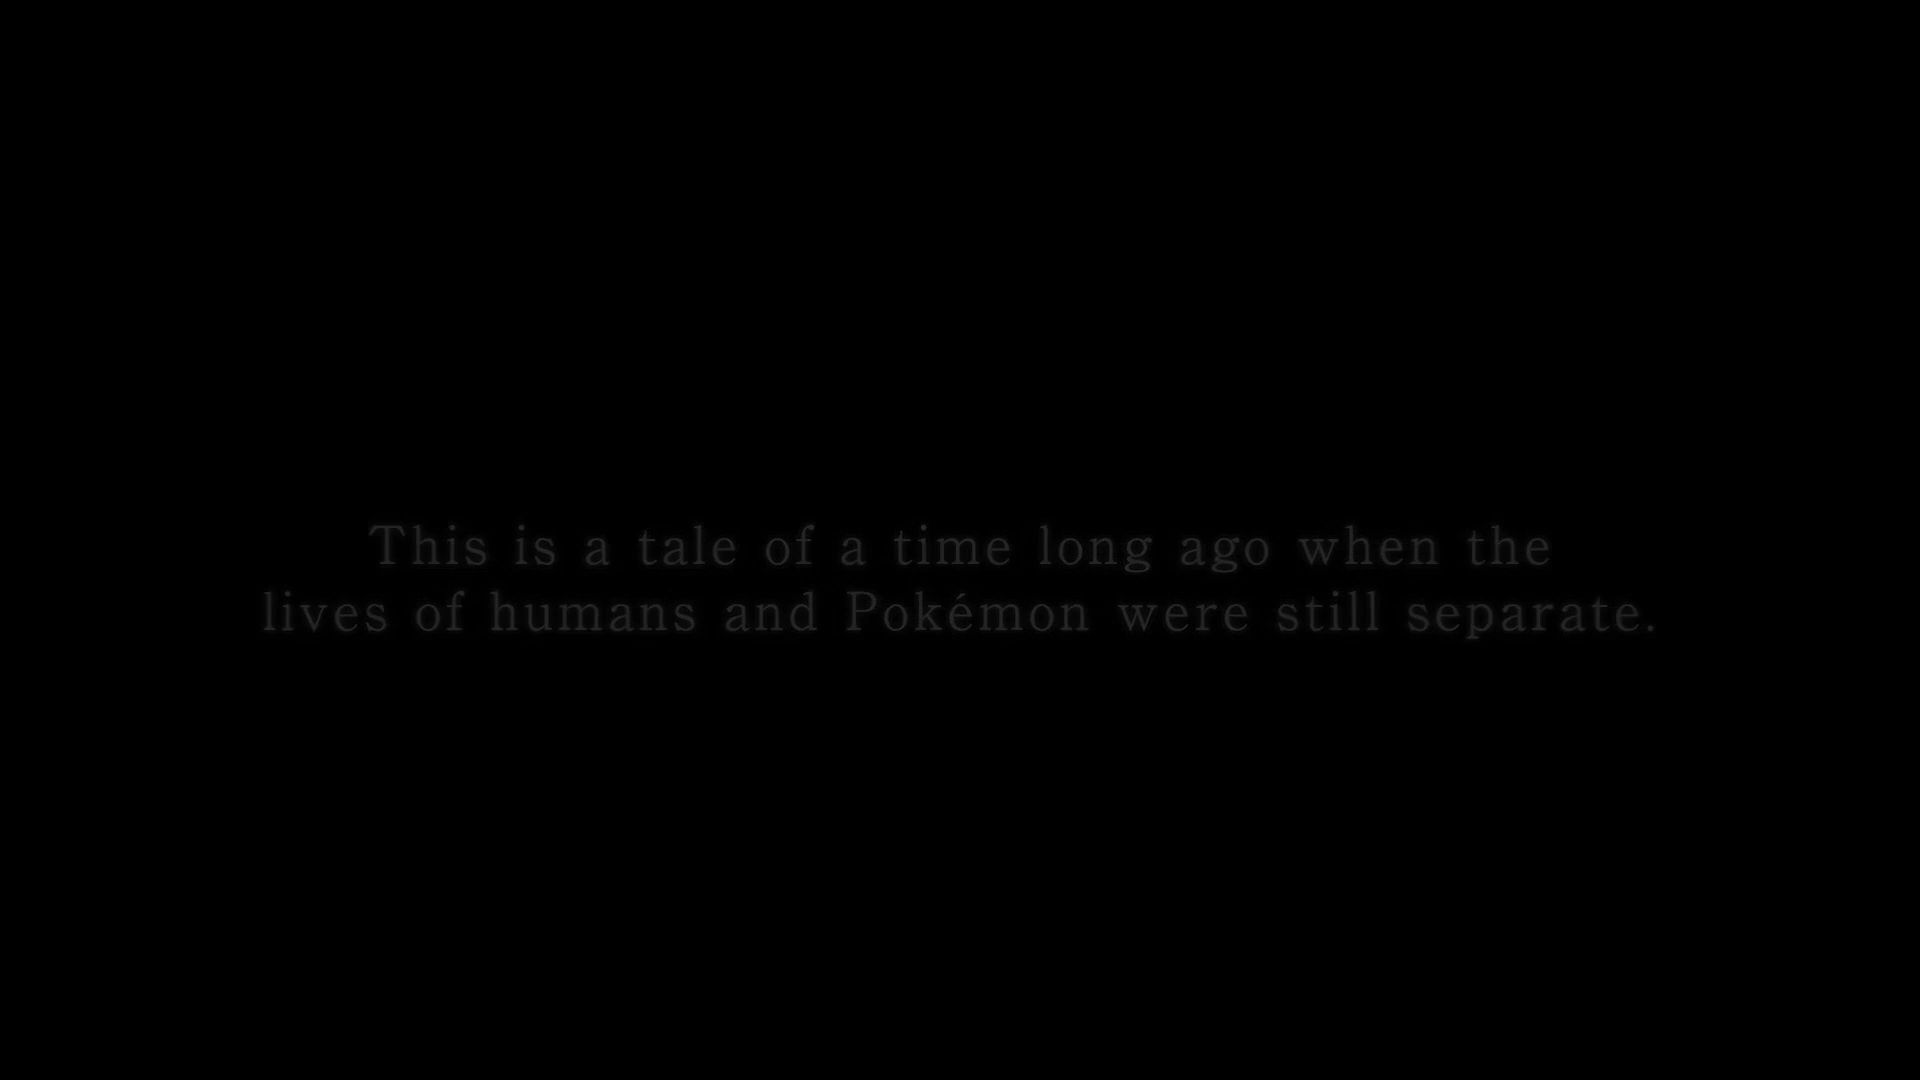 This is a tale of a time long ago when the
lives of humans and Pokémon were still separate.